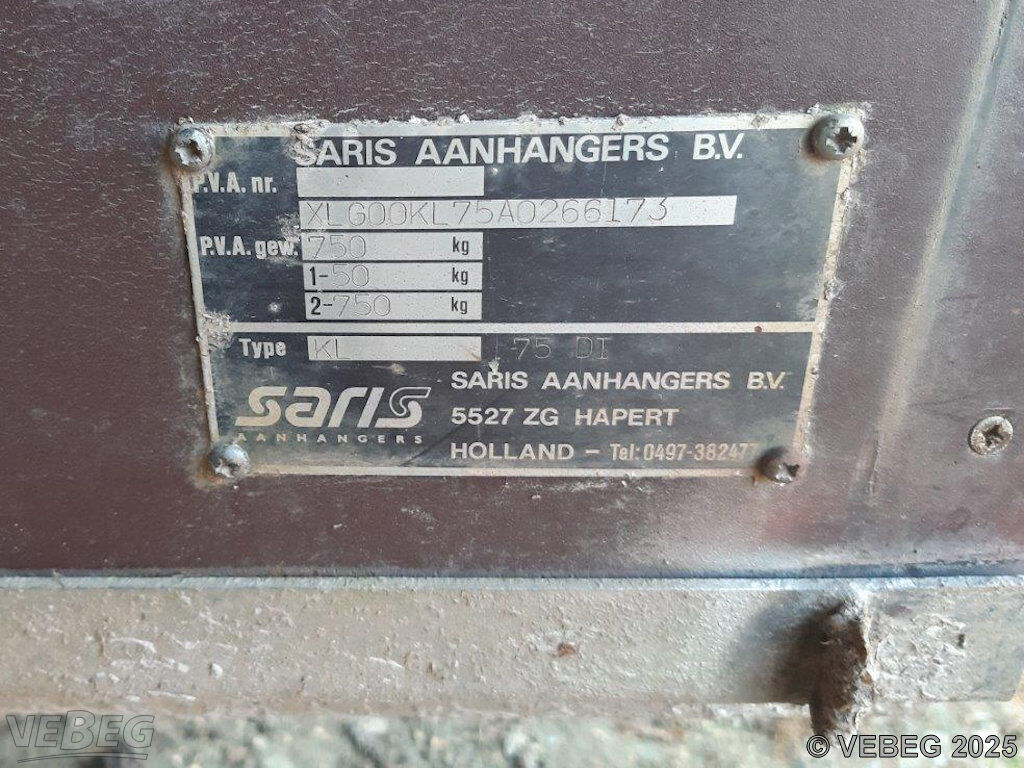 SARIS AANHANGERS B.V.
P.V.A. nr.
XLG00KL75A0266173
P.V.A. gew. 750 kg
1-50 kg
2-750 kg
Type KL 75 DI
saris
AANHANGERS
SARIS AANHANGERS B.V.
5527 ZG HAPERT
HOLLAND – Tel: 0497-382477
VEBEG
© VEBEG 2025